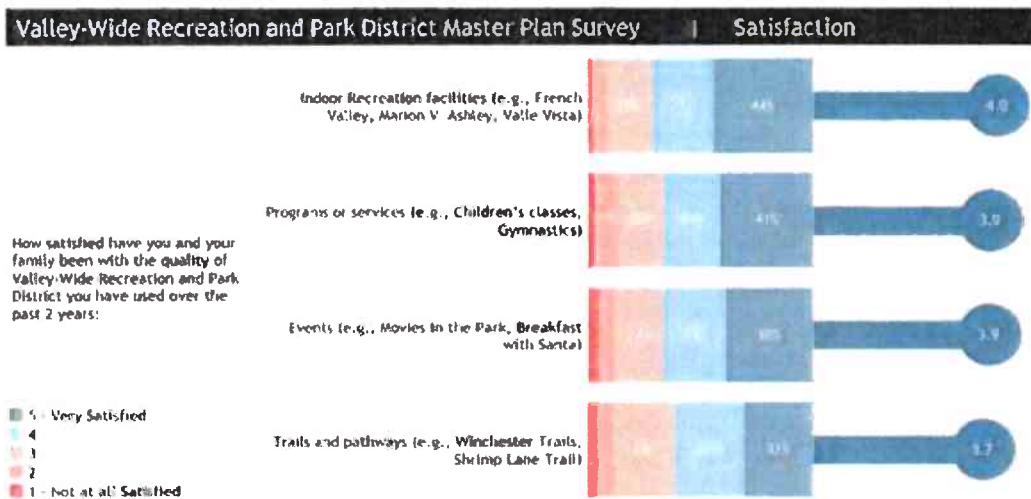 Valley-Wide Recreation and Park District Master Plan Survey | Satisfaction
Indoor Recreation facilities (e.g., French
Valley, Marion V. Ashley, Valle Vista)
4.0
Programs or services (e.g., Children's classes,
Gymnastics)
3.9
How satisfied have you and your
family been with the quality of
Valley-Wide Recreation and Park
District you have used over the
past 2 years:
Events (e.g., Movies in the Park, Breakfast
with Santa)
3.9
5 - Very Satisfied
4
3
2
1 - Not at all Satisfied
Trails and pathways (e.g., Winchester Trails,
Shrimp Lane Trail)
3.7